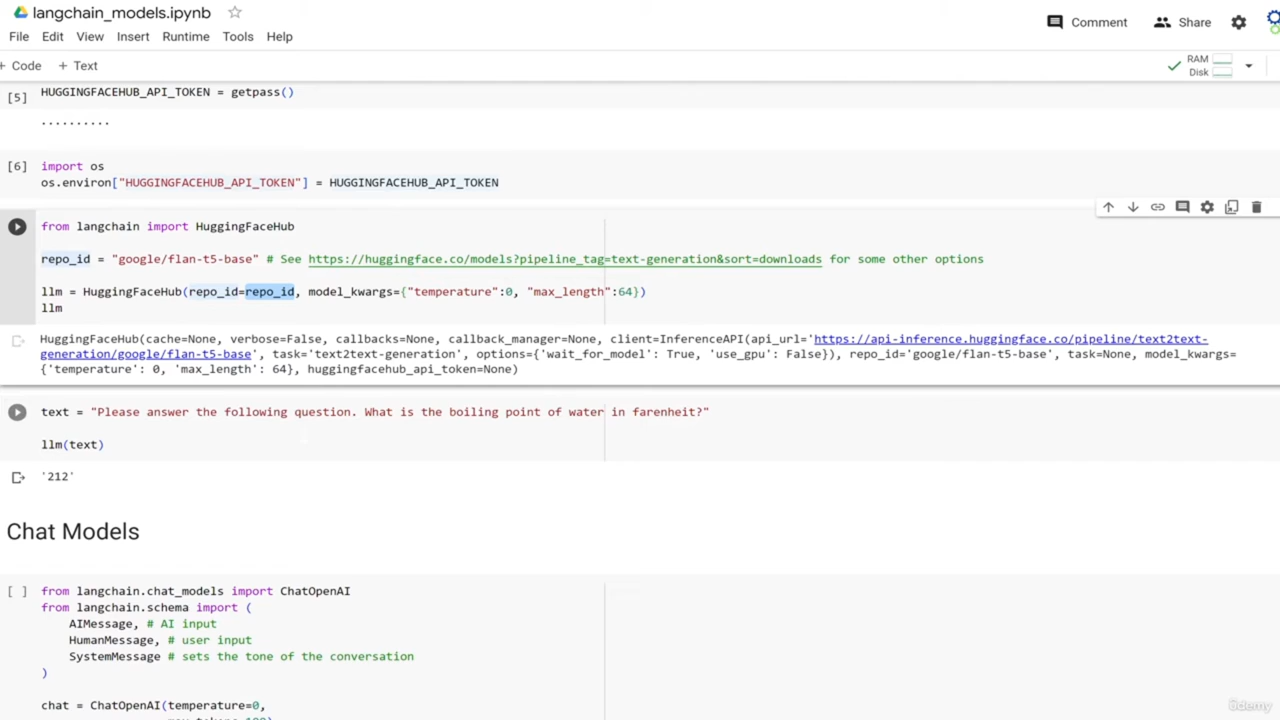 langchain_models.ipynb
Comment
Share
File Edit View Insert Runtime Tools Help
+ Code + Text
RAM
Disk
[5] HUGGINGFACEHUB_API_TOKEN = getpass()
··········
[6] import os
os.environ["HUGGINGFACEHUB_API_TOKEN"] = HUGGINGFACEHUB_API_TOKEN
from langchain import HuggingFaceHub
repo_id = "google/flan-t5-base" # See https://huggingface.co/models?pipeline_tag=text-generation&sort=downloads for some other options
llm = HuggingFaceHub(repo_id=repo_id, model_kwargs={"temperature":0, "max_length":64})
llm
HuggingFaceHub(cache=None, verbose=False, callbacks=None, callback_manager=None, client=InferenceAPI(api_url='https://api-inference.huggingface.co/pipeline/text2text-
generation/google/flan-t5-base', task='text2text-generation', options={'wait_for_model': True, 'use_gpu': False}), repo_id='google/flan-t5-base', task=None, model_kwargs=
{'temperature': 0, 'max_length': 64}, huggingfacehub_api_token=None)
text = "Please answer the following question. What is the boiling point of water in farenheit?"
llm(text)
'212'
Chat Models
[ ] from langchain.chat_models import ChatOpenAI
from langchain.schema import (
AIMessage, # AI input
HumanMessage, # user input
SystemMessage # sets the tone of the conversation
)
chat = ChatOpenAI(temperature=0,